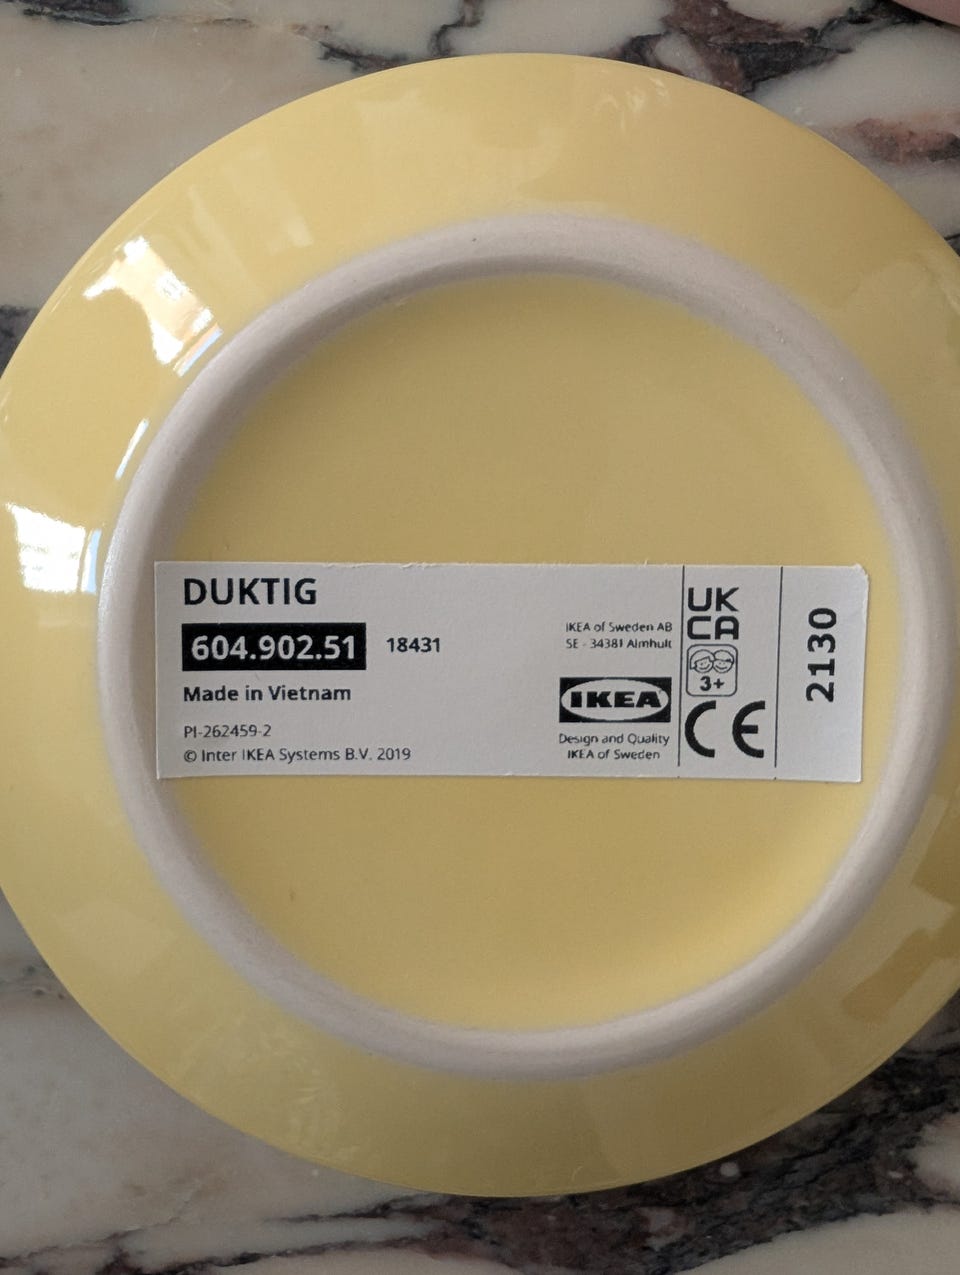 DUKTIG
604.902.51 18431
Made in Vietnam
PI-262459-2
© Inter IKEA Systems B.V. 2019
IKEA of Sweden AB
SE - 34381 Älmhult
IKEA
Design and Quality
IKEA of Sweden
UK
CA
3+
CE
2130